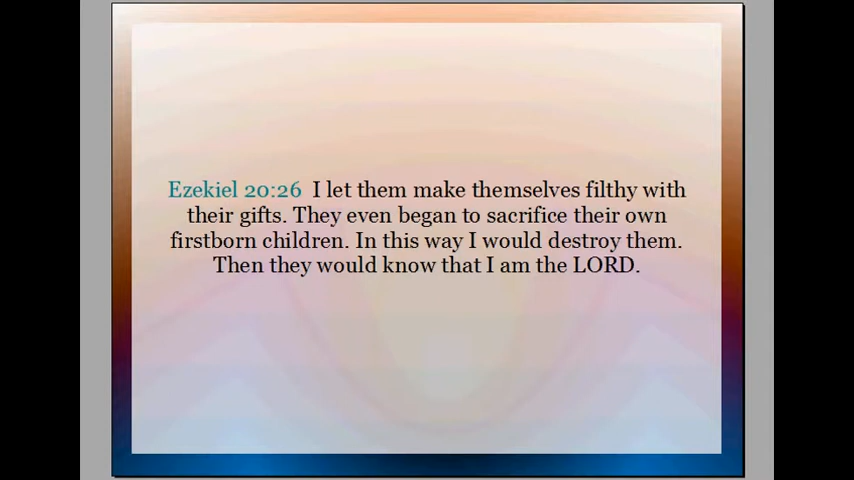 Ezekiel 20:26 I let them make themselves filthy with
their gifts. They even began to sacrifice their own
firstborn children. In this way I would destroy them.
Then they would know that I am the LORD.